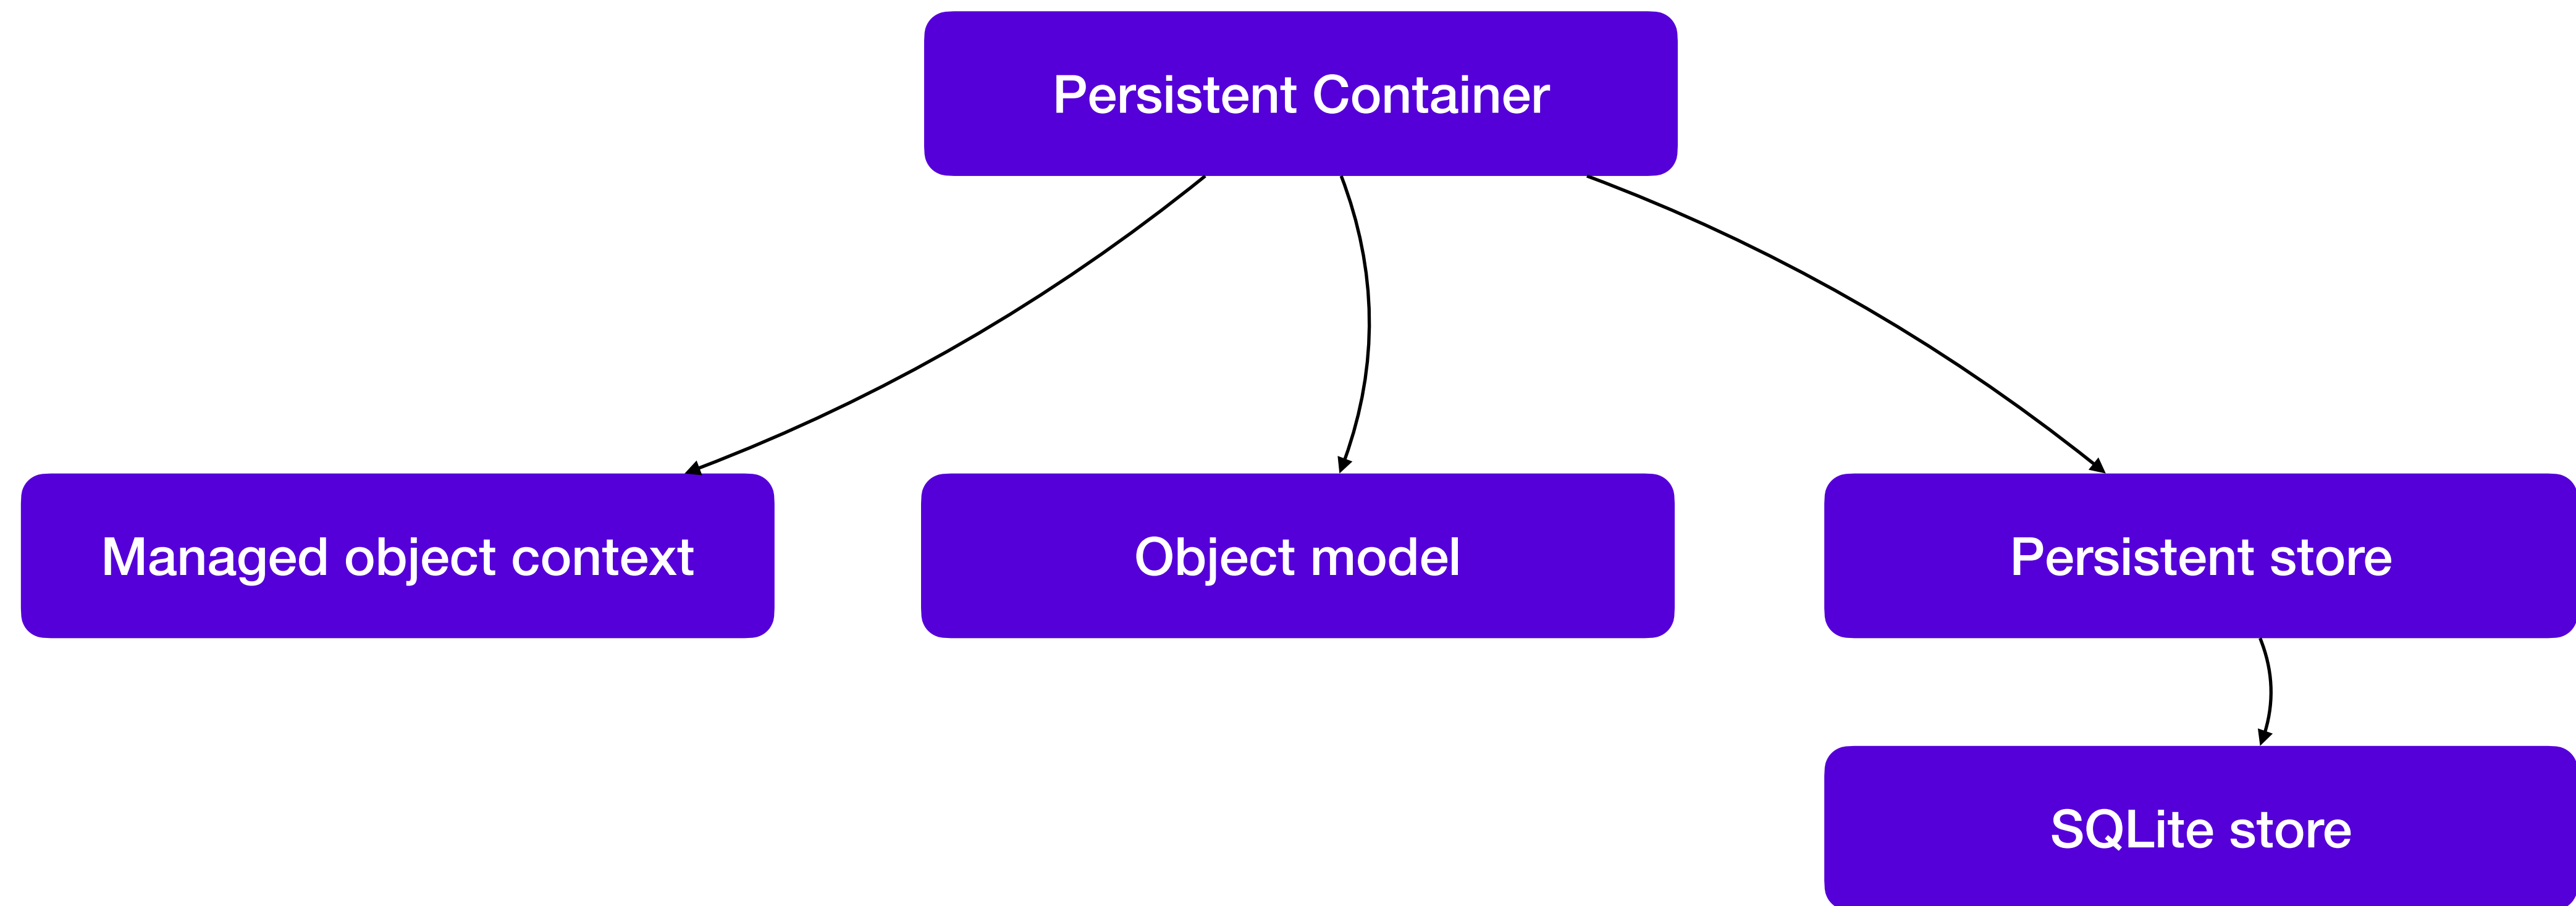 Persistent Container
Managed object context
Object model
Persistent store
SQLite store